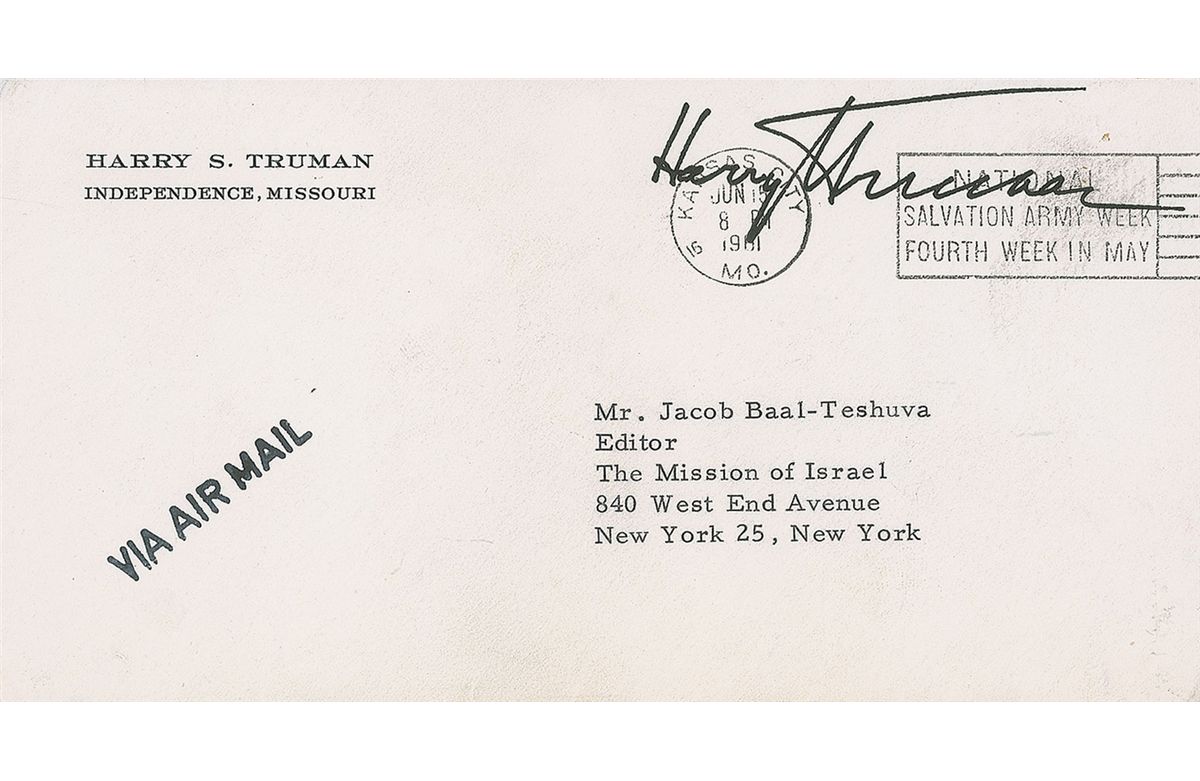 HARRY S. TRUMAN
INDEPENDENCE, MISSOURI
Harry Truman
KANSAS CITY
JUN 15
8 PM
1961
MO.
NATIONAL
SALVATION ARMY WEEK
FOURTH WEEK IN MAY
VIA AIR MAIL
Mr. Jacob Baal-Teshuva
Editor
The Mission of Israel
840 West End Avenue
New York 25, New York